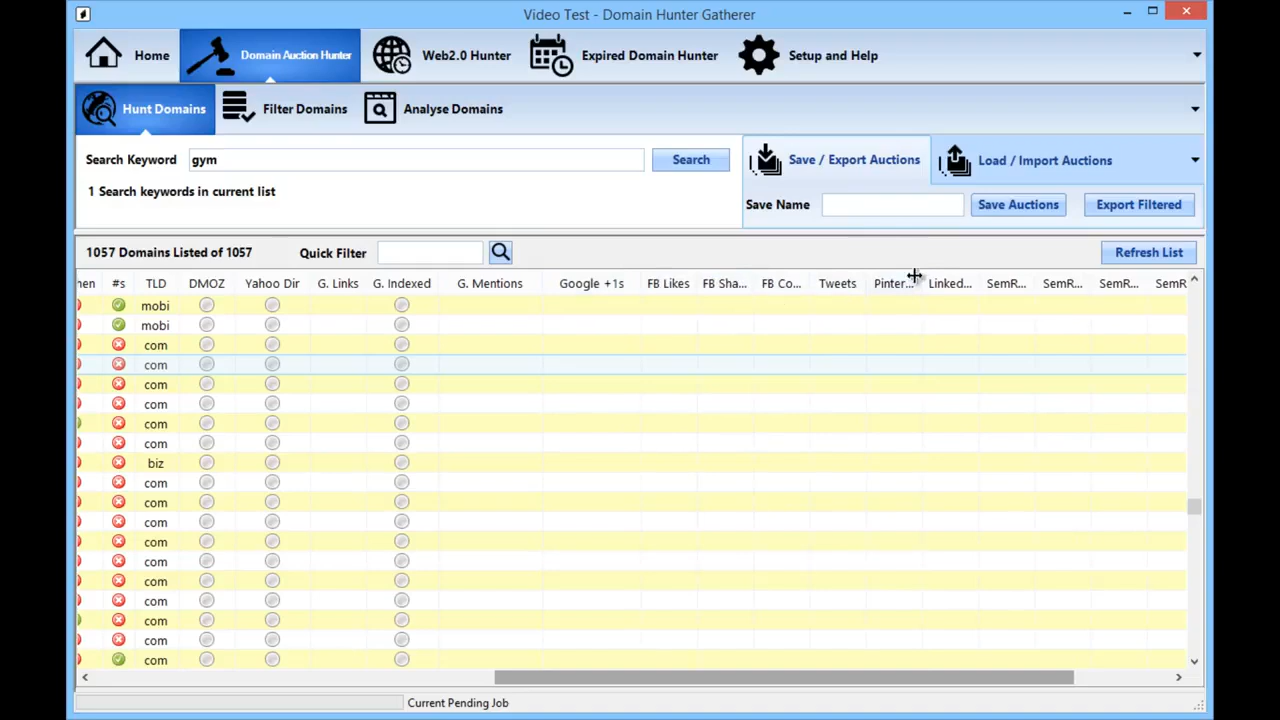 Video Test - Domain Hunter Gatherer
Home Domain Auction Hunter Web2.0 Hunter Expired Domain Hunter Setup and Help
Hunt Domains Filter Domains Analyse Domains
Search Keyword gym Search Save / Export Auctions Load / Import Auctions
1 Search keywords in current list
Save Name Save Auctions Export Filtered
1057 Domains Listed of 1057 Quick Filter Refresh List
hen #s TLD DMOZ Yahoo Dir G. Links G. Indexed G. Mentions Google +1s FB Likes FB Sha... FB Co... Tweets Pinter... Linked... SemR... SemR... SemR... SemR
mobi
mobi
com
com
com
com
com
com
biz
com
com
com
com
com
com
com
com
com
com
Current Pending Job